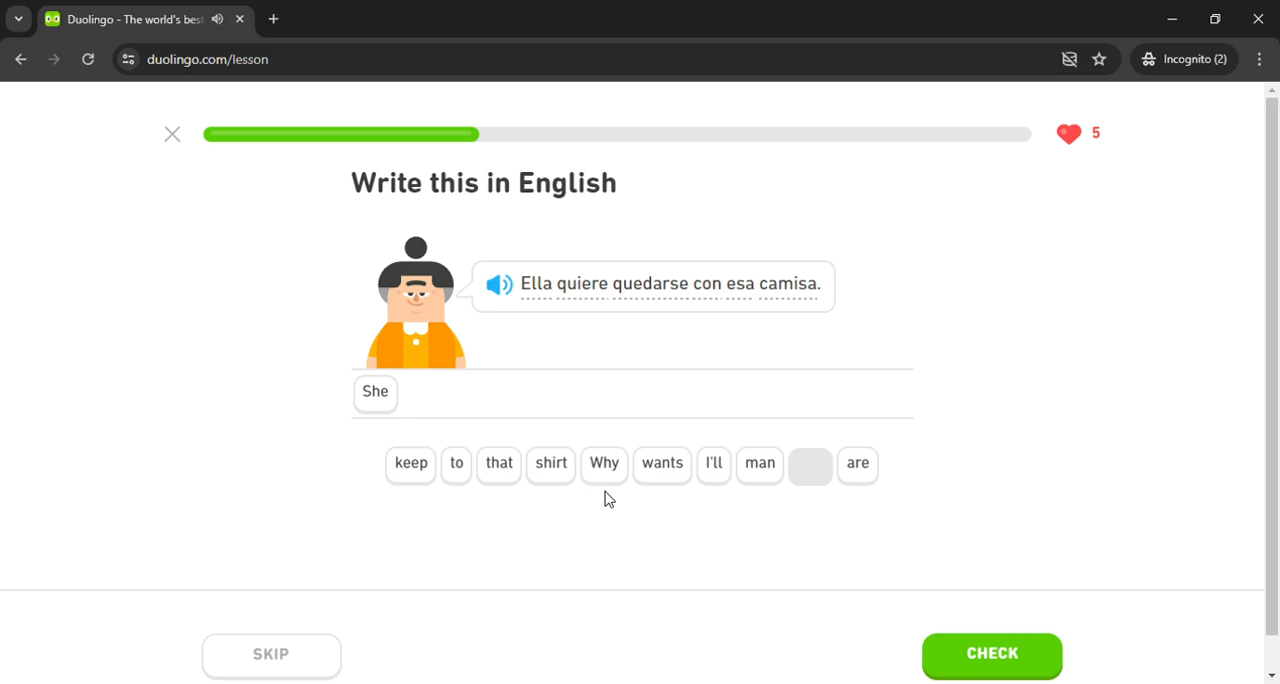 Duolingo - The world's best
duolingo.com/lesson
Incognito (2)
5
Write this in English
Ella quiere quedarse con esa camisa.
She
keep to that shirt Why wants I'll man are
SKIP
CHECK